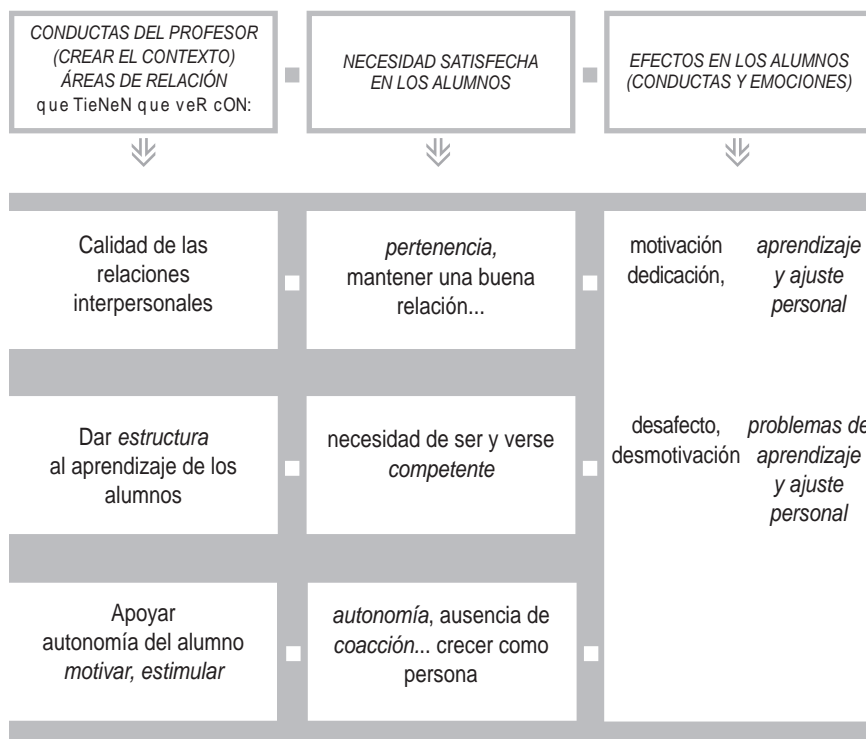 CONDUCTAS DEL PROFESOR
(CREAR EL CONTEXTO)
ÁREAS DE RELACIÓN
que TieNeN que veR cON:
NECESIDAD SATISFECHA
EN LOS ALUMNOS
EFECTOS EN LOS ALUMNOS
(CONDUCTAS Y EMOCIONES)
Calidad de las
relaciones
interpersonales
pertenencia,
mantener una buena
relación...
motivación
dedicación,
aprendizaje
y ajuste
personal
Dar estructura
al aprendizaje de los
alumnos
necesidad de ser y verse
competente
desafecto,
desmotivación
problemas de
aprendizaje
y ajuste
personal
Apoyar
autonomía del alumno
motivar, estimular
autonomía, ausencia de
coacción... crecer como
persona